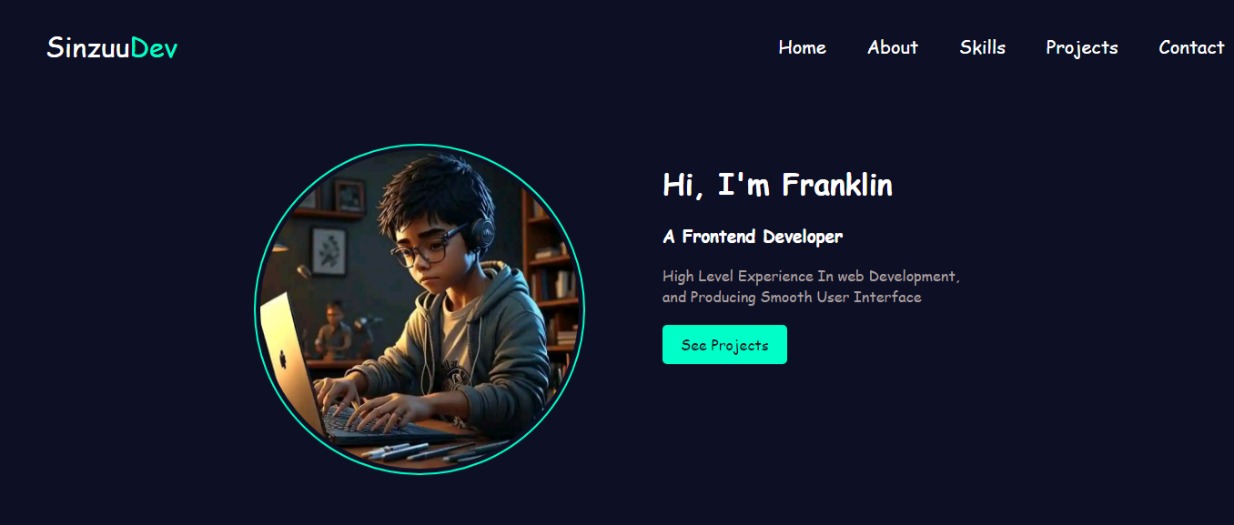 SinzuuDev
Home About Skills Projects Contact
Hi, I'm Franklin
A Frontend Developer
High Level Experience In web Development,
and Producing Smooth User Interface
See Projects